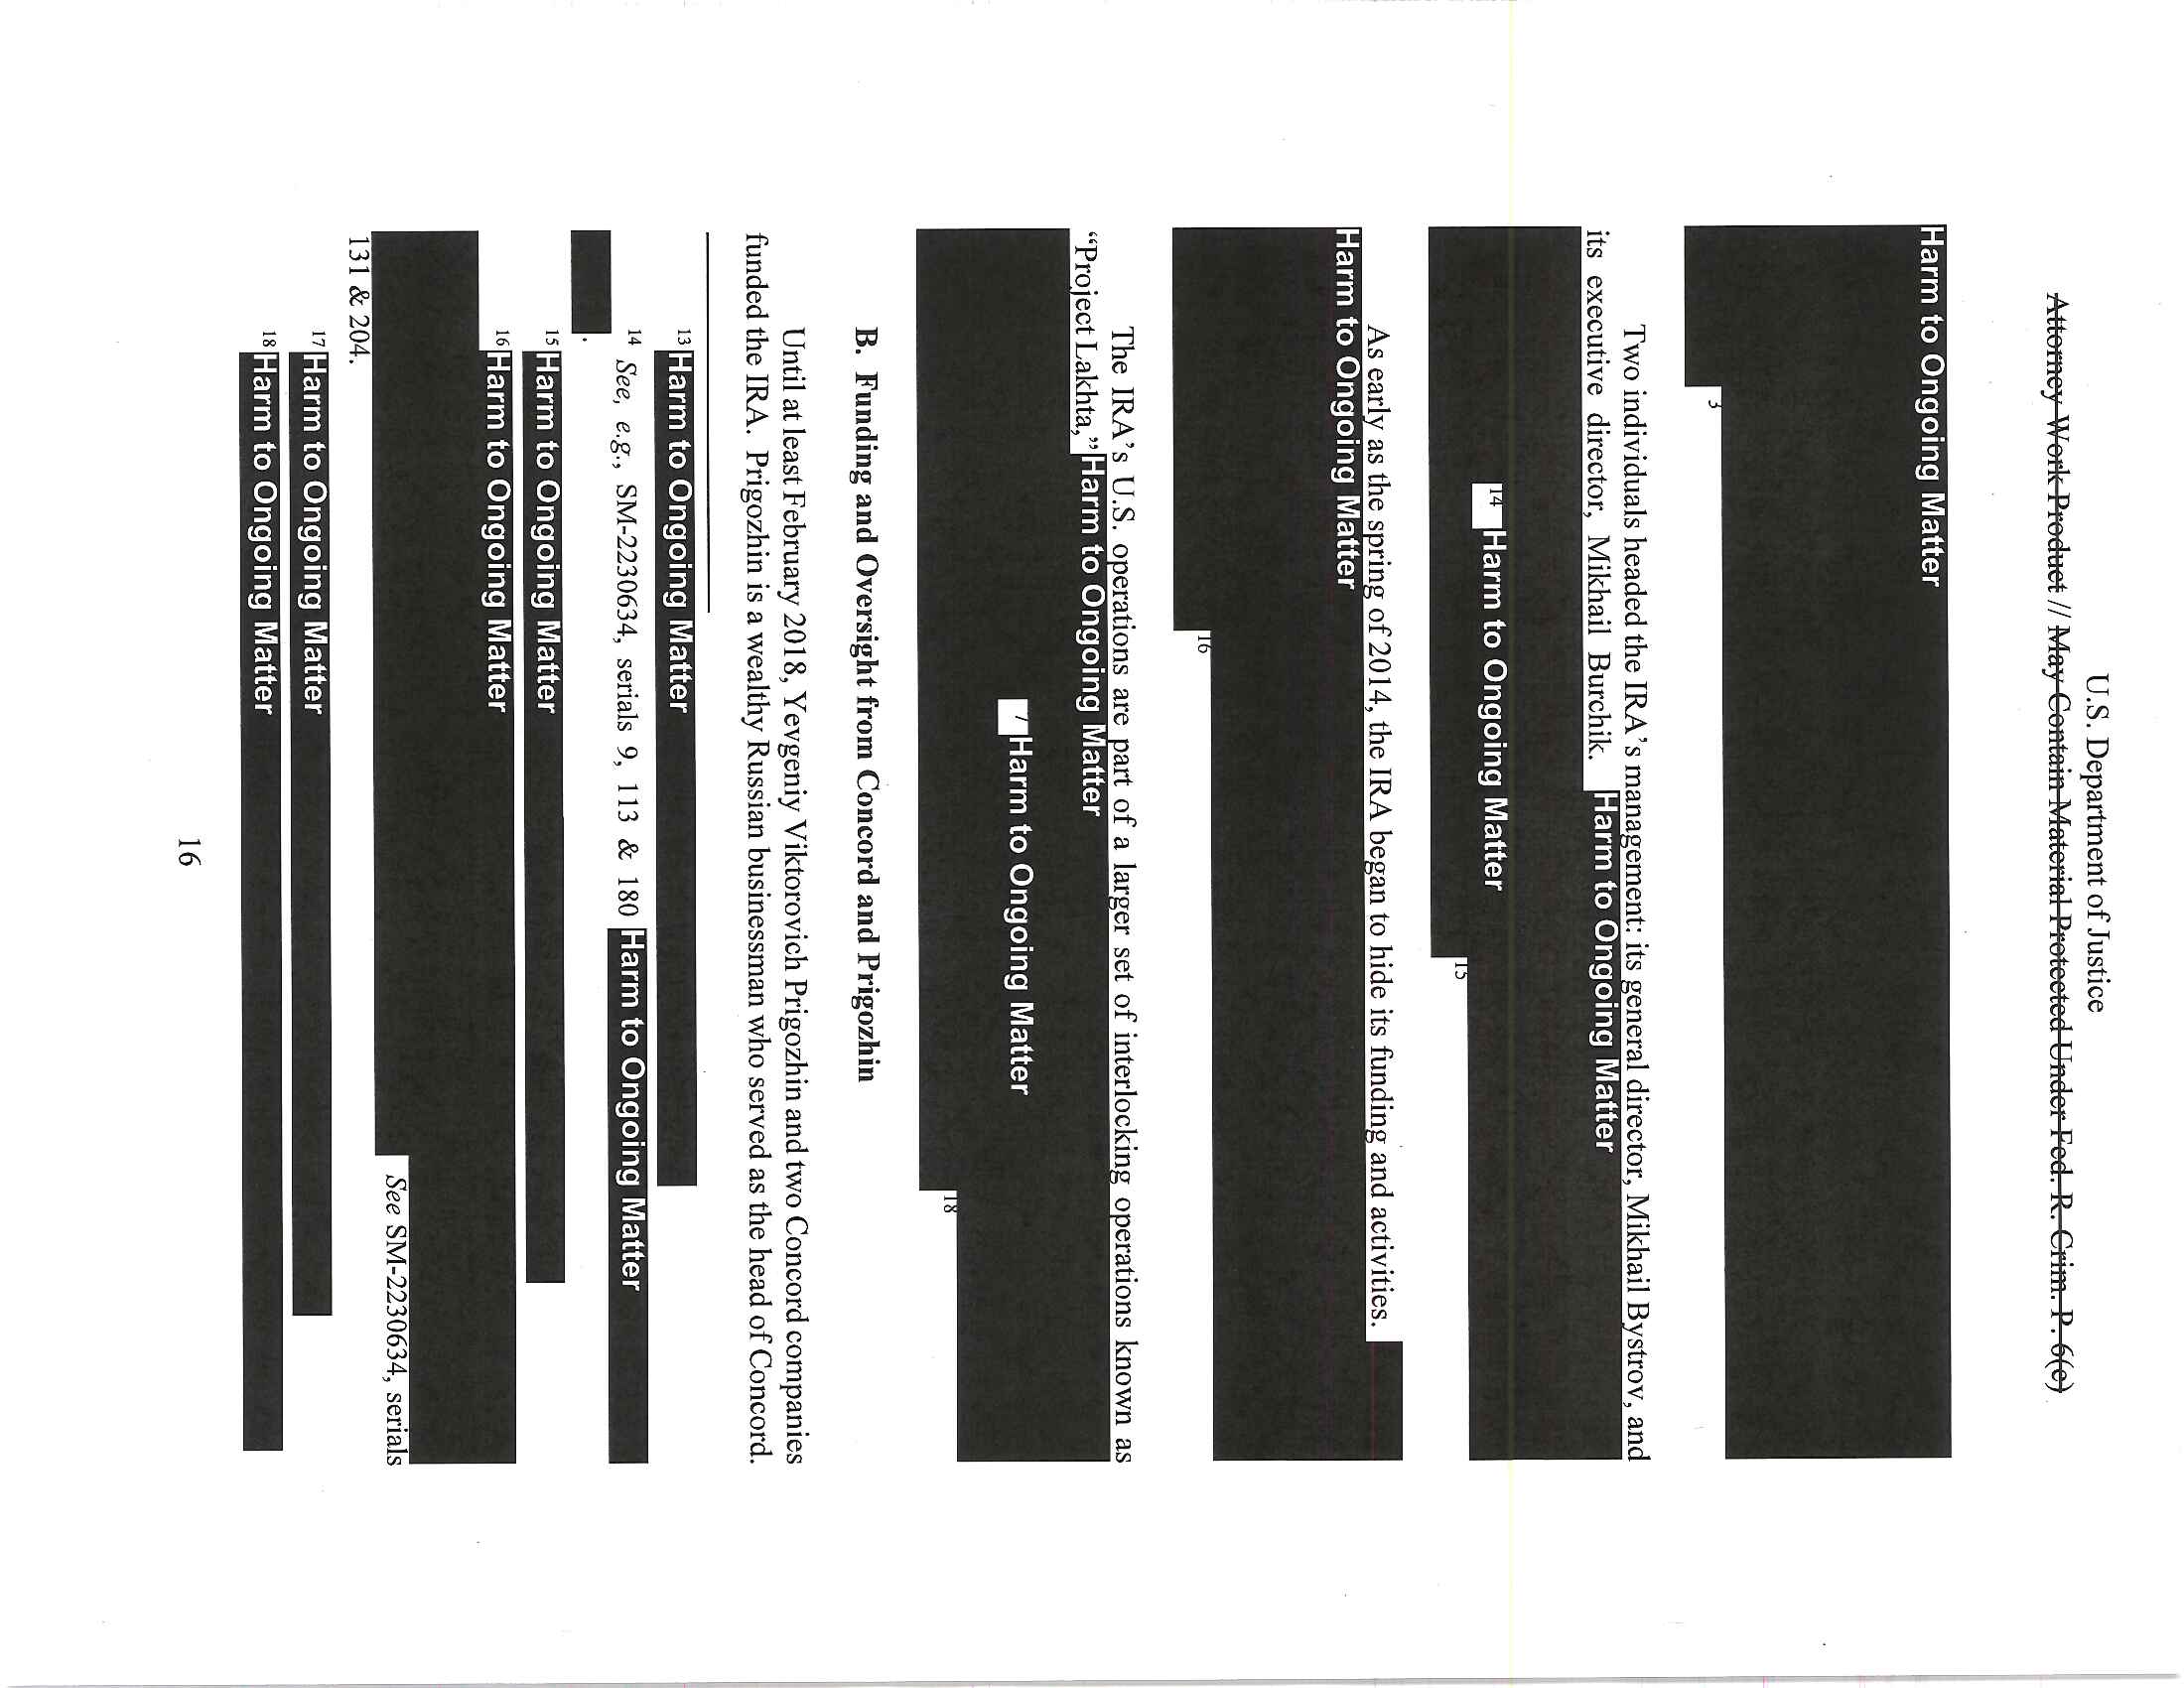 U.S. Department of Justice
Attorney Work Product // May Contain Material Protected Under Fed. R. Crim. P. 6(e)
Harm to Ongoing Matter
Two individuals headed the IRA's management: its general director, Mikhail Bystrov, and
its executive director, Mikhail Burchik. Harm to Ongoing Matter
14 Harm to Ongoing Matter
15
As early as the spring of 2014, the IRA began to hide its funding and activities.
Harm to Ongoing Matter
16
The IRA's U.S. operations are part of a larger set of interlocking operations known as
"Project Lakhta," Harm to Ongoing Matter
Harm to Ongoing Matter
18
B. Funding and Oversight from Concord and Prigozhin
Until at least February 2018, Yevgeniy Viktorovich Prigozhin and two Concord companies
funded the IRA. Prigozhin is a wealthy Russian businessman who served as the head of Concord.
13 Harm to Ongoing Matter
14 See, e.g., SM-2230634, serials 9, 113 & 180 Harm to Ongoing Matter
.
15 Harm to Ongoing Matter
16 Harm to Ongoing Matter
See SM-2230634, serials
131 & 204.
17 Harm to Ongoing Matter
18 Harm to Ongoing Matter
16